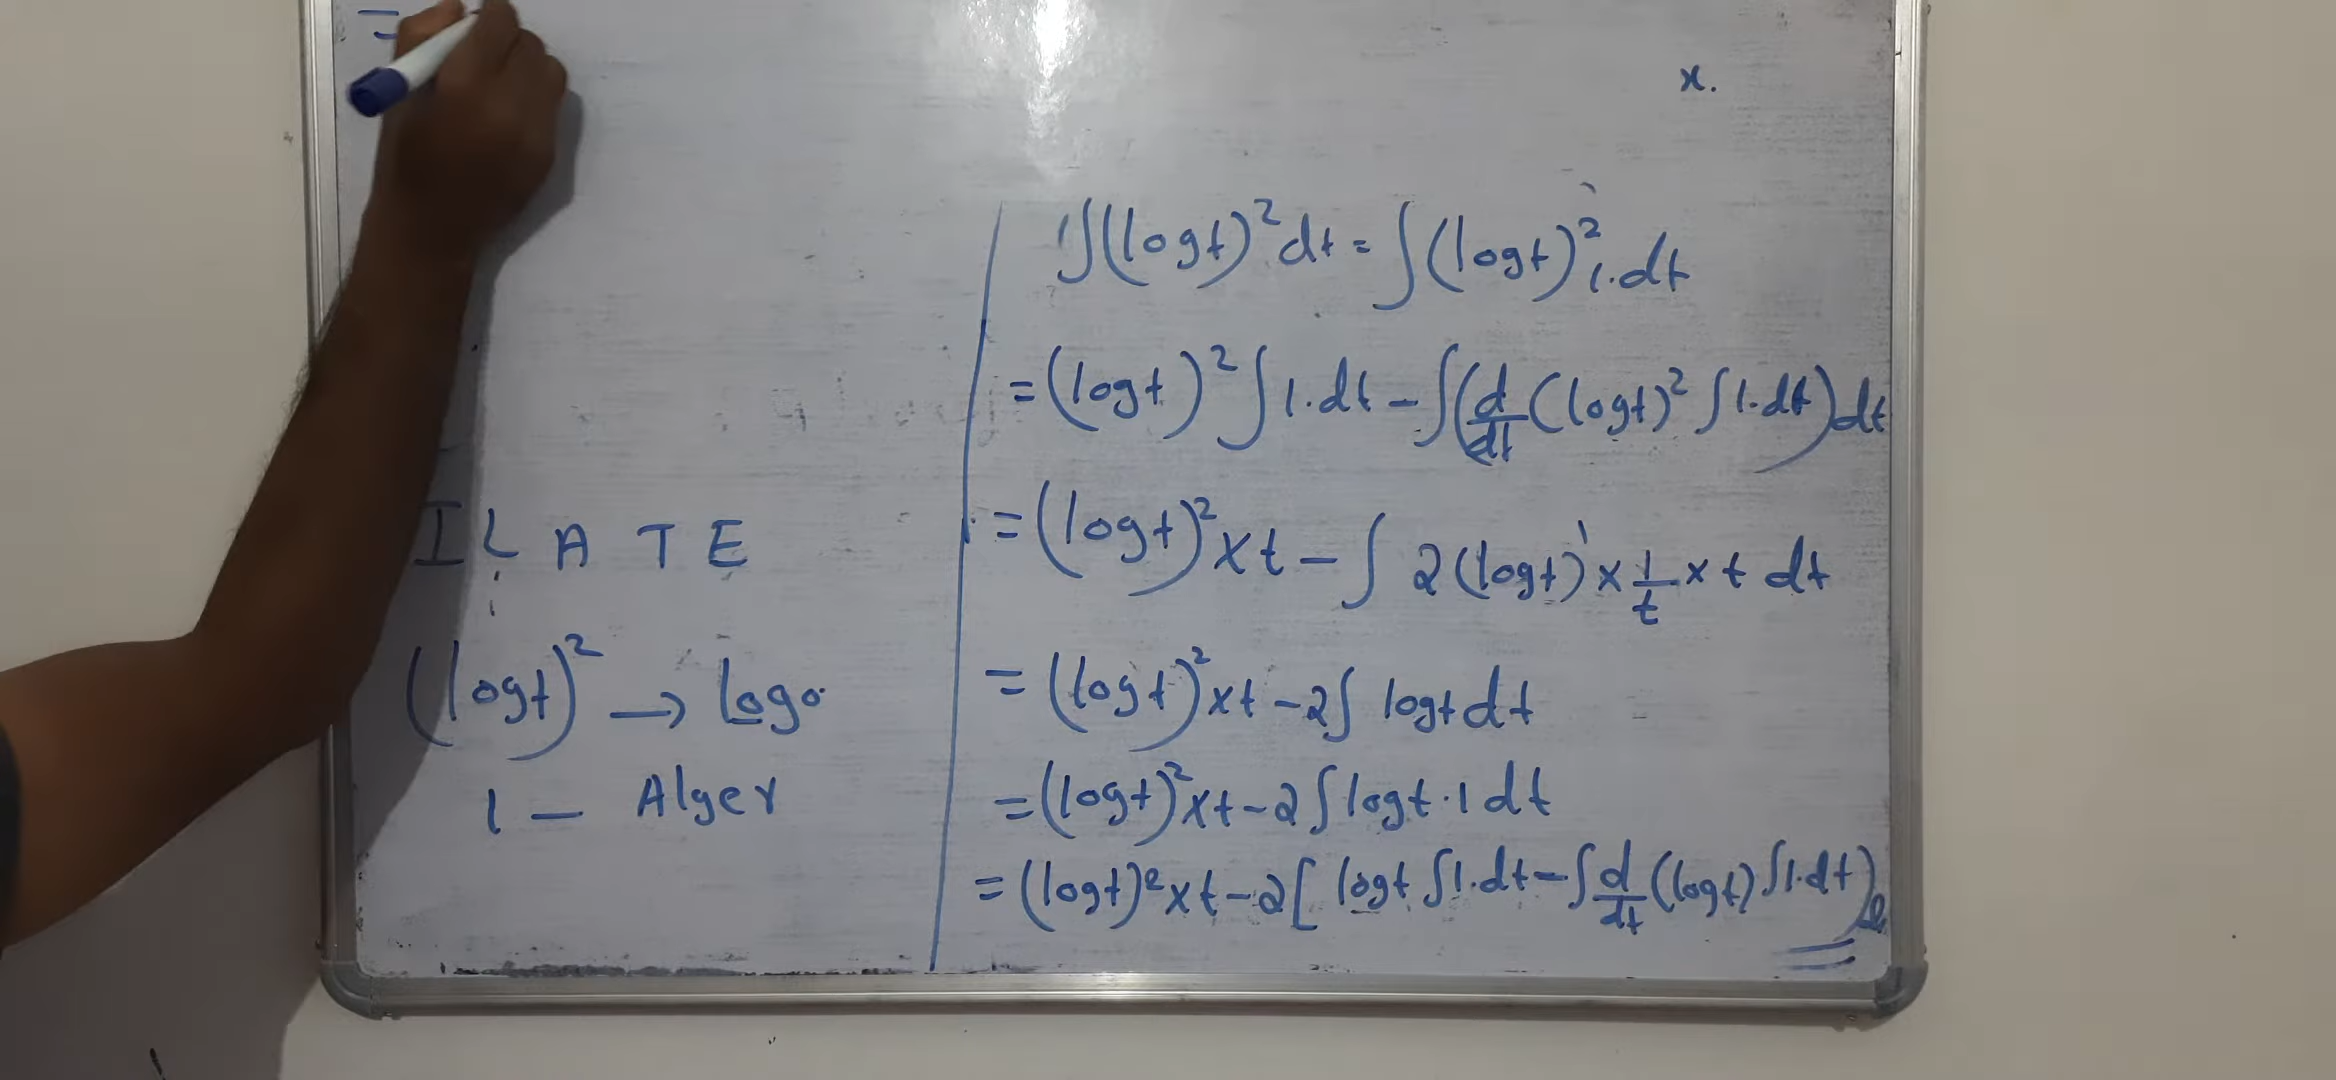 =
x.
∫(logt)²dt = ∫(logt)² 1.dt
= (logt)² ∫1.dt - ∫(d/dt (logt)² ∫1.dt)dt
= (logt)² x t - ∫ 2(logt)¹ x 1/t x t dt
= (logt)² x t - 2∫ logt dt
= (logt)² x t - 2∫ logt·1 dt
= (logt)² x t - 2[ logt ∫1.dt - ∫ d/dt (logt) ∫1.dt)
I L A T E
(logt)² → Logo
1 — Alger